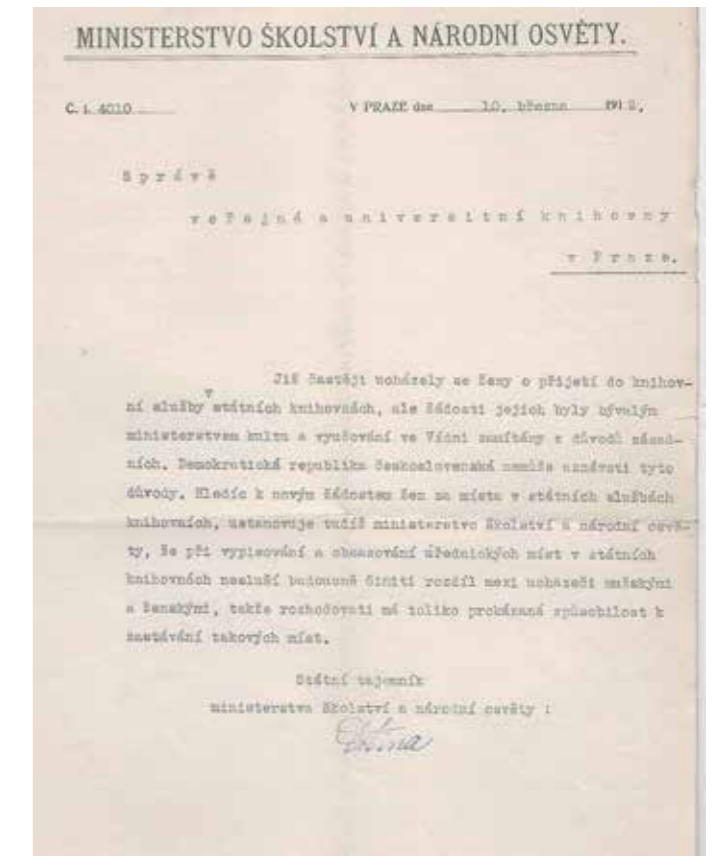 MINISTERSTVO ŠKOLSTVÍ A NÁRODNÍ OSVĚTY.
Č. j. 4010 V PRAZE dne 10. března 191 9.
Správě
veřejné a universitní knihovny
v Praze.
Již častěji ucházely se ženy o přijetí do knihov-
v
ní služby státních knihovnách, ale žádosti jejich byly bývalým
ministerstvem kultu a vyučování ve Vídni zamítány z důvodů zásad-
ních. Demokratická republika československá nemůže uznávati tyto
důvody. Hledíc k novým žádostem žen za místa v státních službách
knihovních, ustanovuje tudíž ministerstvo školství a národní osvě-
ty, že při vypisování a obsazování úřednických míst v státních
knihovnách nesluší budoucně činiti rozdíl mezi ucházeči mužskými
a ženskými, takže rozhodovati má toliko prokázaná způsobilost k
zastávání takových míst.
Státní tajemník
ministerstva školství a národní osvěty :